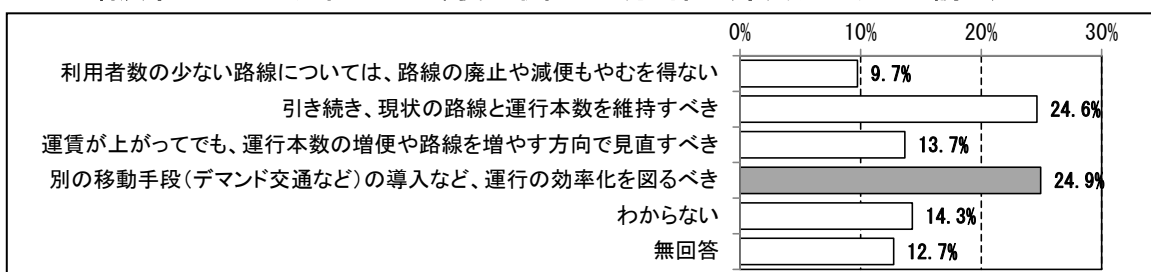 0% 10% 20% 30%
利用者数の少ない路線については、路線の廃止や減便もやむを得ない 9.7%
引き続き、現状の路線と運行本数を維持すべき 24.6%
運賃が上がってでも、運行本数の増便や路線を増やす方向で見直すべき 13.7%
別の移動手段(デマンド交通など)の導入など、運行の効率化を図るべき 24.9%
わからない 14.3%
無回答 12.7%